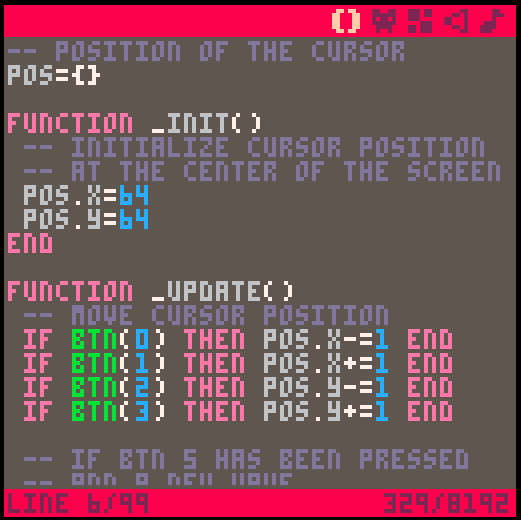 -- POSITION OF THE CURSOR
POS={}
FUNCTION _INIT()
-- INITIALIZE CURSOR POSITION
-- AT THE CENTER OF THE SCREEN
POS.X=64
POS.Y=64
END
FUNCTION _UPDATE()
-- MOVE CURSOR POSITION
IF BTN(0) THEN POS.X-=1 END
IF BTN(1) THEN POS.X+=1 END
IF BTN(2) THEN POS.Y-=1 END
IF BTN(3) THEN POS.Y+=1 END
-- IF BTN 5 HAS BEEN PRESSED
-- ADD A NEW
LINE 6/99 329/8192